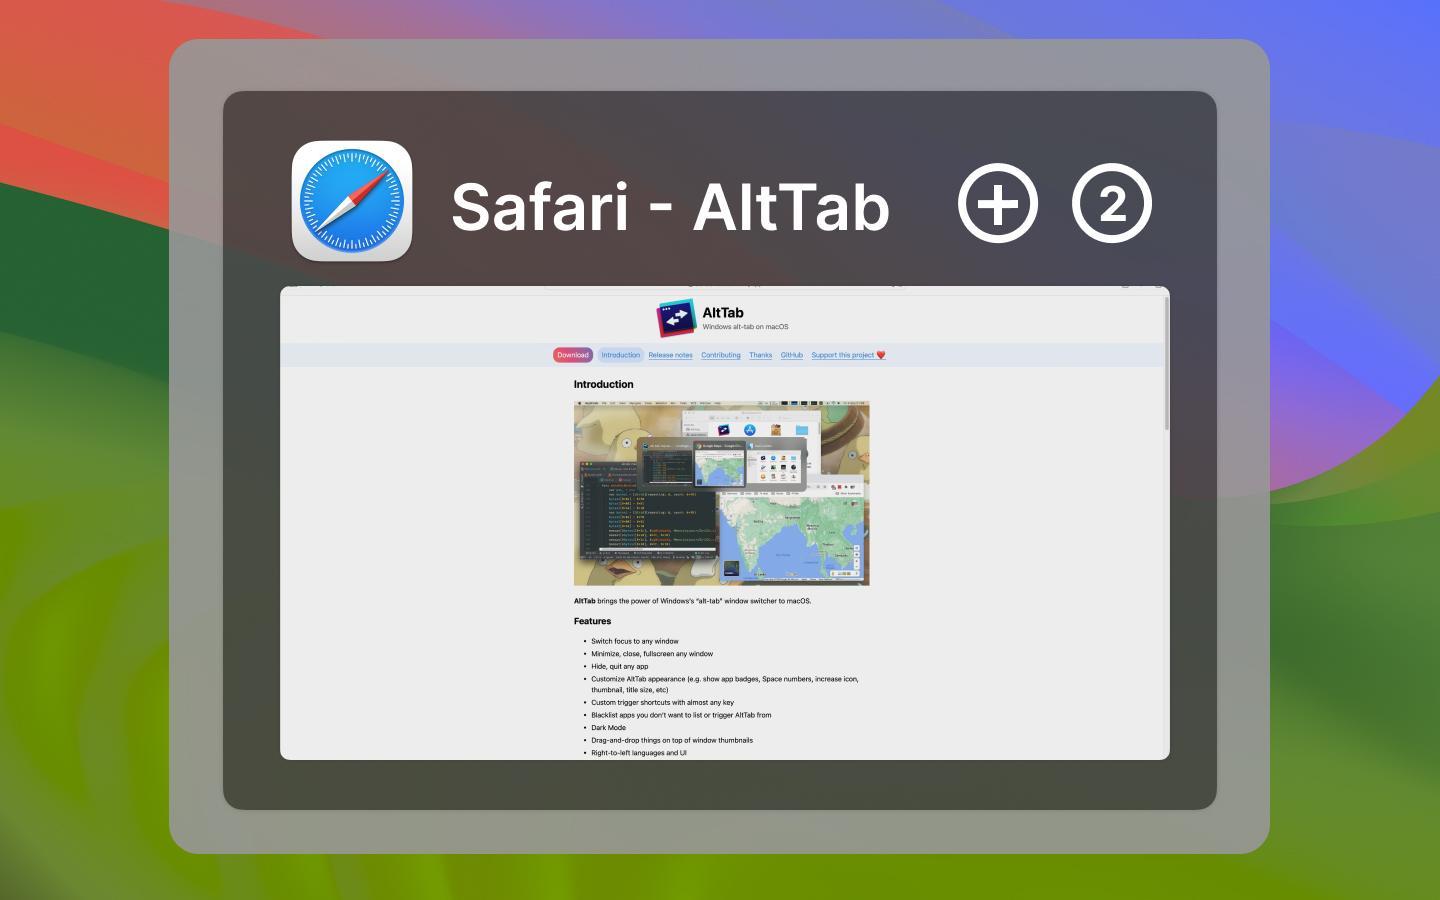 Safari - AltTab
2
AltTab
Windows alt-tab on macOS
Download Introduction Release notes Contributing Thanks GitHub Support this project ❤️
Introduction
AltTab brings the power of Windows's “alt-tab” window switcher to macOS.
Features
• Switch focus to any window
• Minimize, close, fullscreen any window
• Hide, quit any app
• Customize AltTab appearance (e.g. show app badges, Space numbers, increase icon,
thumbnail, title size, etc)
• Custom trigger shortcuts with almost any key
• Blacklist apps you don't want to list or trigger AltTab from
• Dark Mode
• Drag-and-drop things on top of window thumbnails
• Right-to-left languages and UI